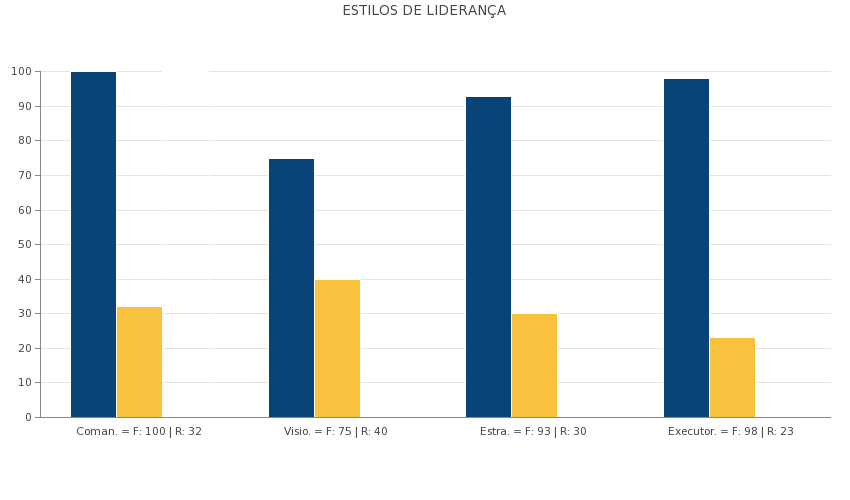 ESTILOS DE LIDERANÇA
100
90
80
70
60
50
40
30
20
10
0
Coman. = F: 100 | R: 32
Visio. = F: 75 | R: 40
Estra. = F: 93 | R: 30
Executor. = F: 98 | R: 23